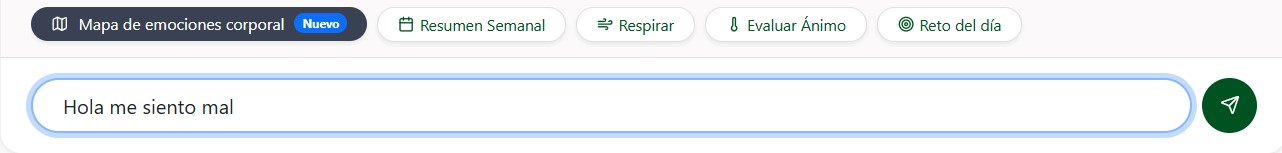 Mapa de emociones corporal Nuevo Resumen Semanal Respirar Evaluar Ánimo Reto del día
Hola me siento mal